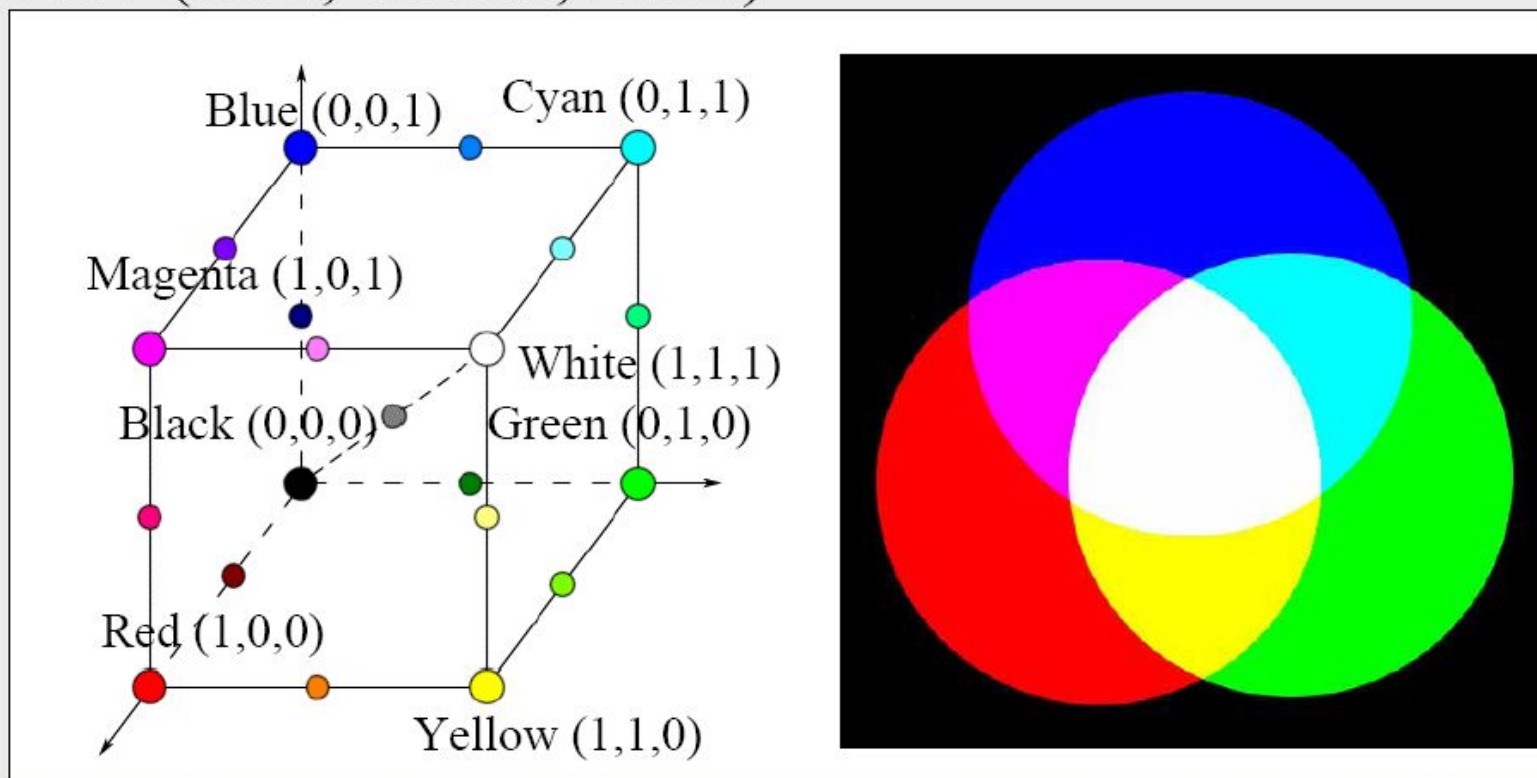 Blue (0,0,1)
Cyan (0,1,1)
Magenta (1,0,1)
White (1,1,1)
Black (0,0,0)
Green (0,1,0)
Red (1,0,0)
Yellow (1,1,0)